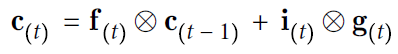 c(t) = f(t) ⊗ c(t − 1) + i(t) ⊗ g(t)